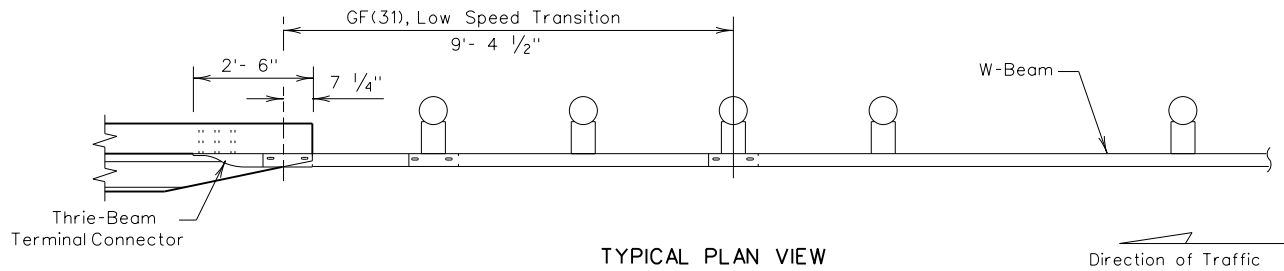 GF(31), Low Speed Transition
9'- 4 ½"
2'- 6"
7 ¼"
W-Beam
Thrie-Beam
Terminal Connector
TYPICAL PLAN VIEW
Direction of Traffic